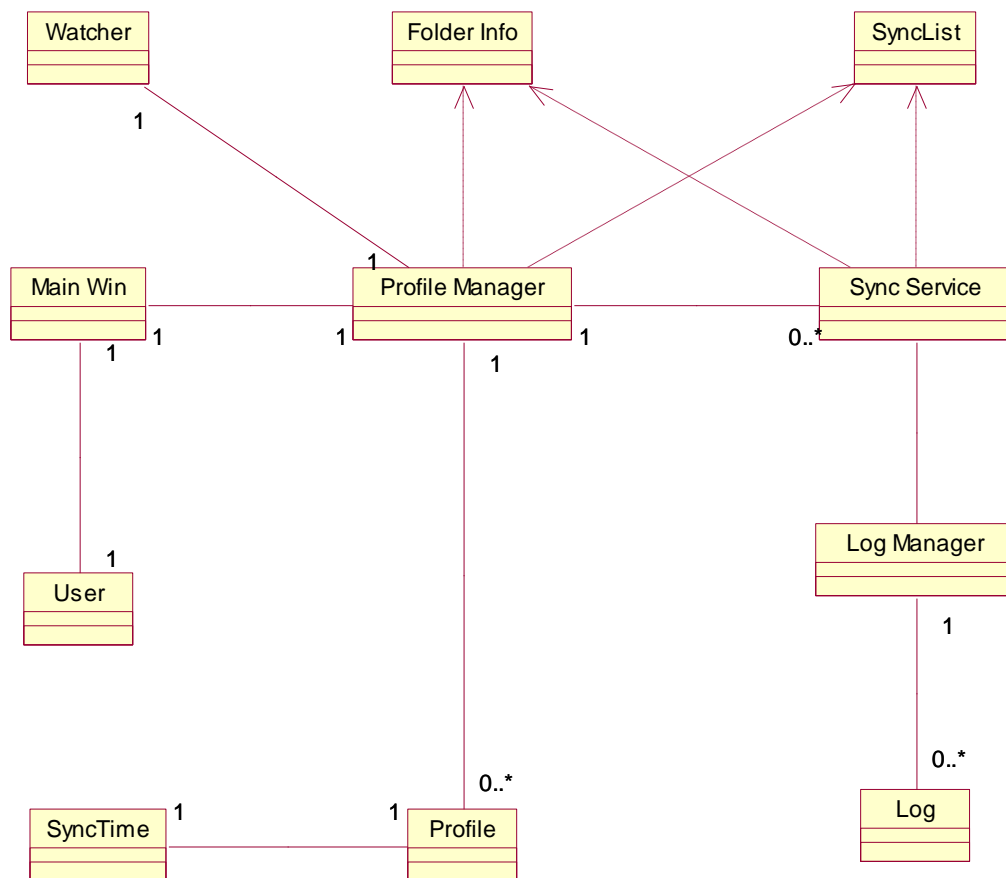 Watcher
Folder Info
SyncList
1
1
Main Win
Profile Manager
Sync Service
1
1
1
1
1
0..*
1
User
Log Manager
1
0..*
0..*
1
1
SyncTime
Profile
Log